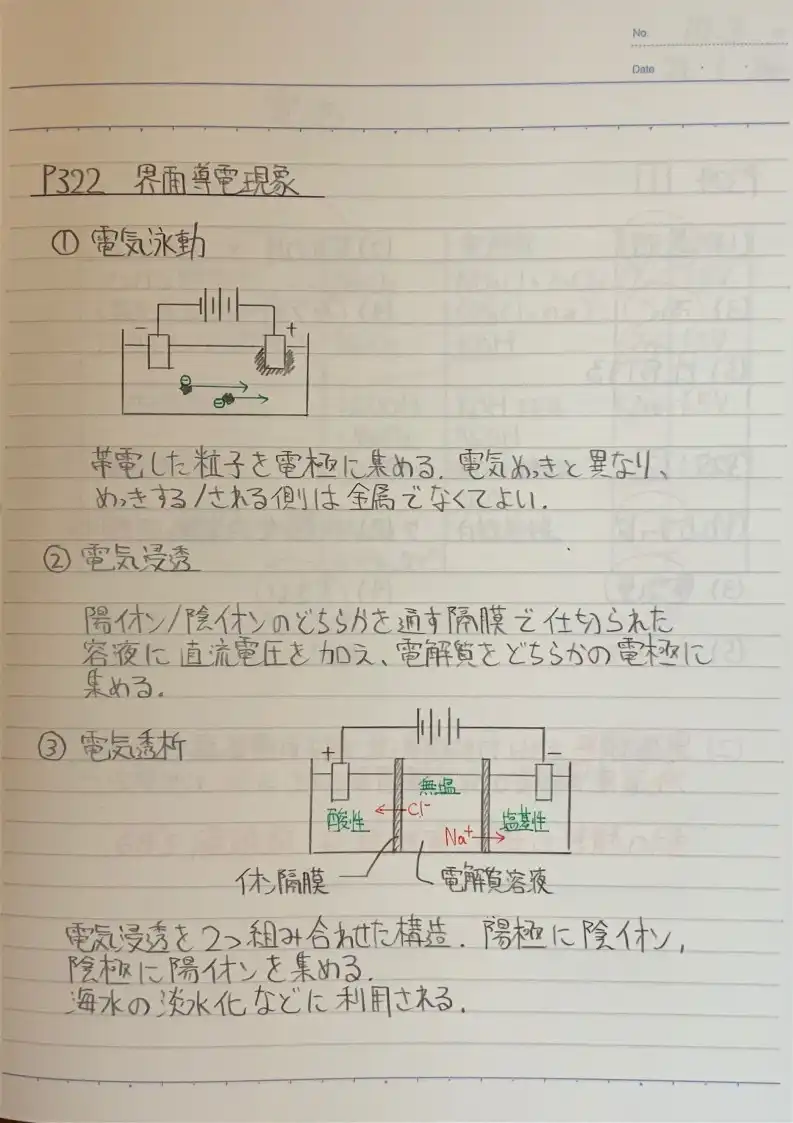 No.
Date
P322 界面導電現象
① 電気泳動
− +
⊖
⊖
帯電した粒子を電極に集める. 電気めっきと異なり、
めっきする/される側は金属でなくてよい.
② 電気浸透
陽イオン/陰イオンのどちらかを通す隔膜で仕切られた
容液に直流電圧を加え、電解質をどちらかの電極に
集める.
③ 電気透析
+ −
無塩
酸性 Cl⁻ 塩基性
Na⁺
イオン隔膜 電解質容液
電気浸透を2つ組み合わせた構造. 陽極に陰イオン,
陰極に陽イオンを集める.
海水の淡水化などに利用される.